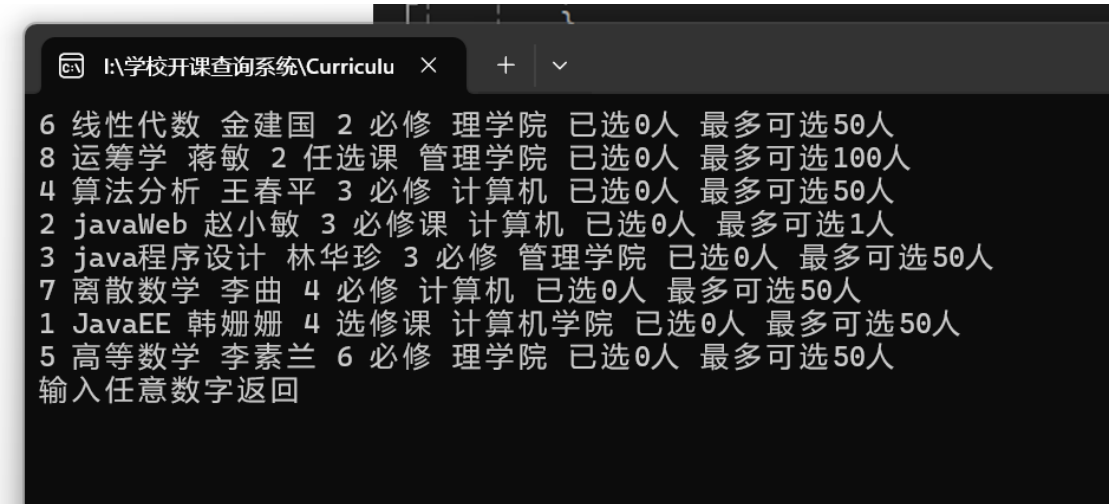 I:\学校开课查询系统\Curriculu
6 线性代数 金建国 2 必修 理学院 已选0人 最多可选50人
8 运筹学 蒋敏 2 任选课 管理学院 已选0人 最多可选100人
4 算法分析 王春平 3 必修 计算机 已选0人 最多可选50人
2 javaWeb 赵小敏 3 必修课 计算机 已选0人 最多可选1人
3 java程序设计 林华珍 3 必修 管理学院 已选0人 最多可选50人
7 离散数学 李曲 4 必修 计算机 已选0人 最多可选50人
1 JavaEE 韩姗姗 4 选修课 计算机学院 已选0人 最多可选50人
5 高等数学 李素兰 6 必修 理学院 已选0人 最多可选50人
输入任意数字返回